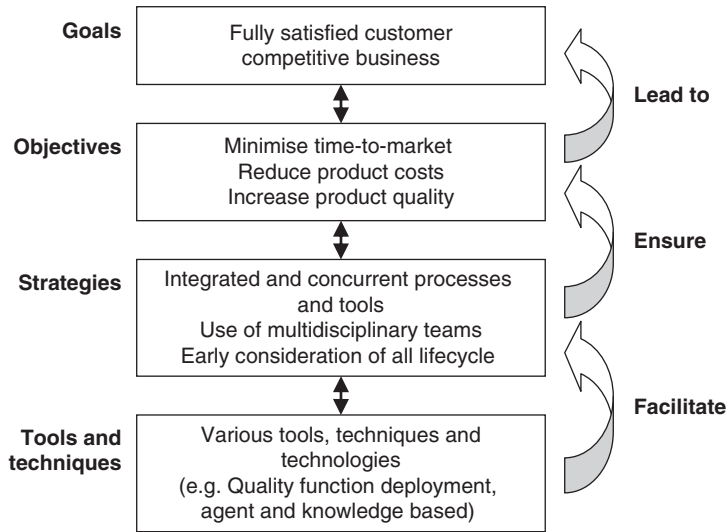 Goals
Fully satisfied customer
competitive business
Lead to
Objectives
Minimise time-to-market
Reduce product costs
Increase product quality
Ensure
Strategies
Integrated and concurrent processes
and tools
Use of multidisciplinary teams
Early consideration of all lifecycle
Facilitate
Tools and
techniques
Various tools, techniques and
technologies
(e.g. Quality function deployment,
agent and knowledge based)